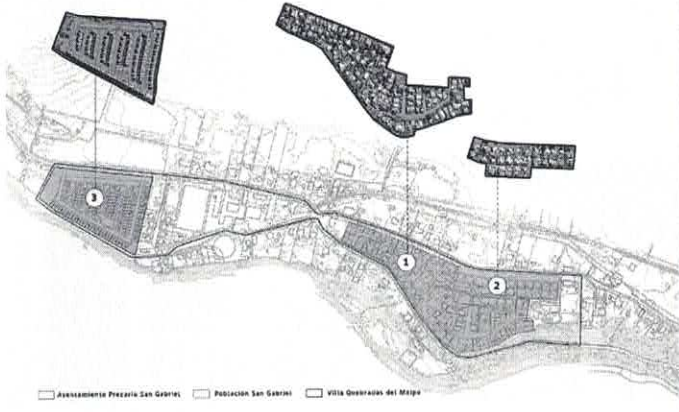 3
1
2
Asentamiento Precario San Gabriel
Población San Gabriel
Villa Quebradas del Maipo